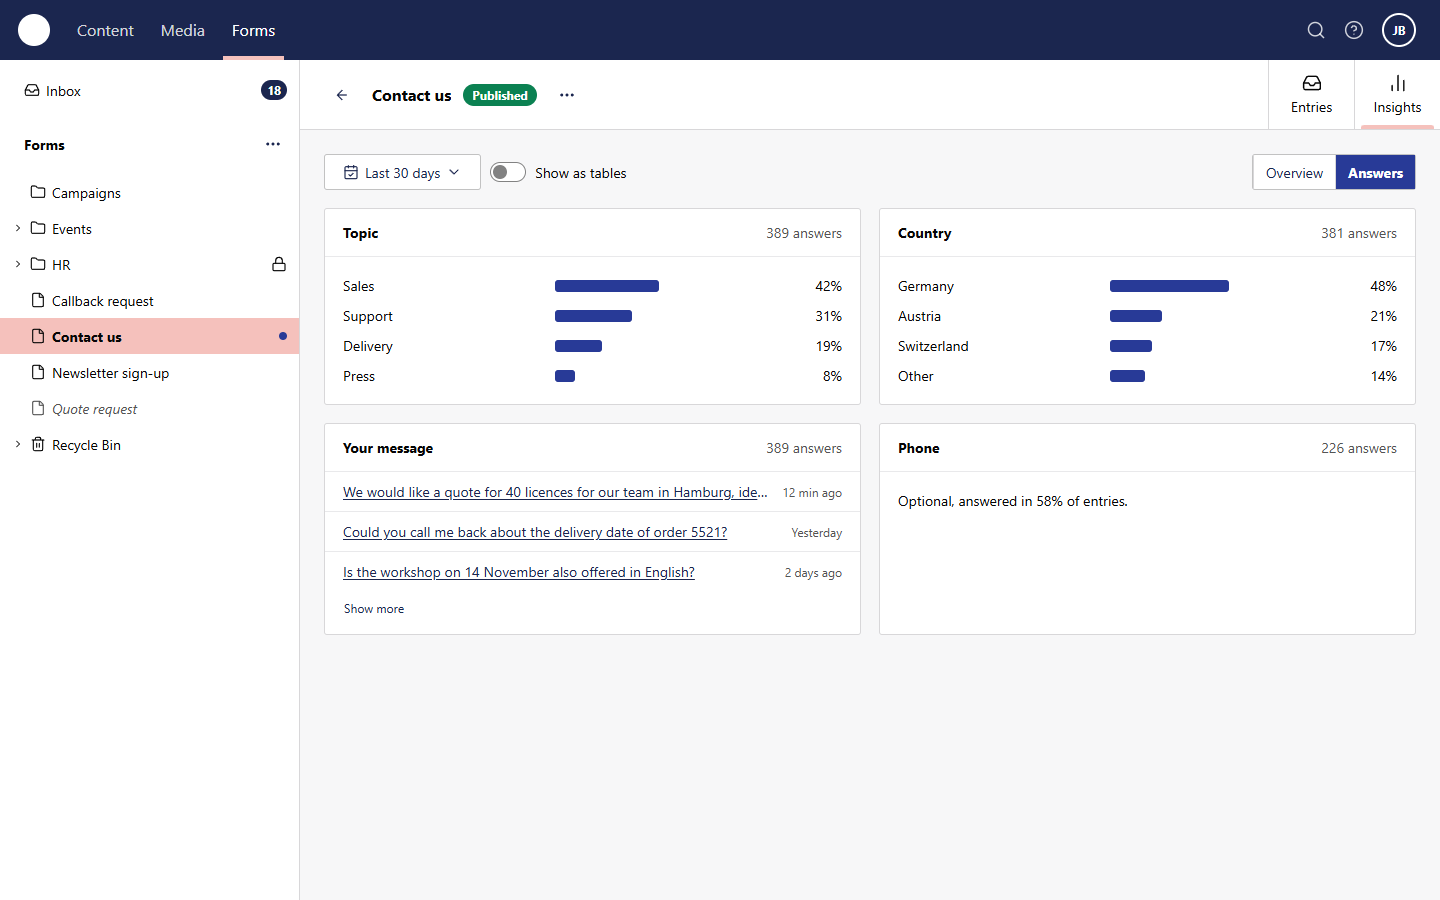 Content Media Forms JB
Inbox 18
Forms
Campaigns
Events
HR
Callback request
Contact us
Newsletter sign-up
Quote request
Recycle Bin
Contact us Published
Entries Insights
Last 30 days Show as tables Overview Answers
Topic 389 answers
Sales 42%
Support 31%
Delivery 19%
Press 8%
Country 381 answers
Germany 48%
Austria 21%
Switzerland 17%
Other 14%
Your message 389 answers
We would like a quote for 40 licences for our team in Hamburg, ide... 12 min ago
Could you call me back about the delivery date of order 5521? Yesterday
Is the workshop on 14 November also offered in English? 2 days ago
Show more
Phone 226 answers
Optional, answered in 58% of entries.